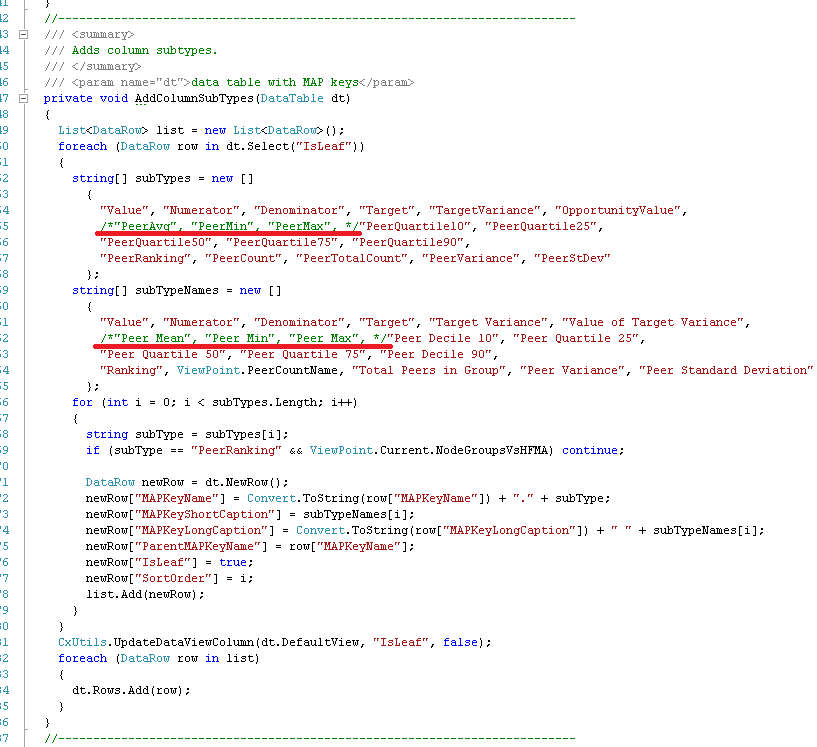 41 }
42 //--------------------------------------------------------------------------
43 /// <summary>
44 /// Adds column subtypes.
45 /// </summary>
46 /// <param name="dt">data table with MAP keys</param>
47 private void AddColumnSubTypes(DataTable dt)
48 {
49 List<DataRow> list = new List<DataRow>();
50 foreach (DataRow row in dt.Select("IsLeaf"))
51 {
52 string[] subTypes = new []
53 {
54 "Value", "Numerator", "Denominator", "Target", "TargetVariance", "OpportunityValue",
55 /*"PeerAvg", "PeerMin", "PeerMax", */"PeerQuartile10", "PeerQuartile25",
56 "PeerQuartile50", "PeerQuartile75", "PeerQuartile90",
57 "PeerRanking", "PeerCount", "PeerTotalCount", "PeerVariance", "PeerStDev"
58 };
59 string[] subTypeNames = new []
60 {
61 "Value", "Numerator", "Denominator", "Target", "Target Variance", "Value of Target Variance",
62 /*"Peer Mean", "Peer Min", "Peer Max", */"Peer Decile 10", "Peer Quartile 25",
63 "Peer Quartile 50", "Peer Quartile 75", "Peer Decile 90",
64 "Ranking", ViewPoint.PeerCountName, "Total Peers in Group", "Peer Variance", "Peer Standard Deviation"
65 };
66 for (int i = 0; i < subTypes.Length; i++)
67 {
68 string subType = subTypes[i];
69 if (subType == "PeerRanking" && ViewPoint.Current.NodeGroupsVsHFMA) continue;
70
71 DataRow newRow = dt.NewRow();
72 newRow["MAPKeyName"] = Convert.ToString(row["MAPKeyName"]) + "." + subType;
73 newRow["MAPKeyShortCaption"] = subTypeNames[i];
74 newRow["MAPKeyLongCaption"] = Convert.ToString(row["MAPKeyLongCaption"]) + " " + subTypeNames[i];
75 newRow["ParentMAPKeyName"] = row["MAPKeyName"];
76 newRow["IsLeaf"] = true;
77 newRow["SortOrder"] = i;
78 list.Add(newRow);
79 }
80 }
81 CxUtils.UpdateDataViewColumn(dt.DefaultView, "IsLeaf", false);
82 foreach (DataRow row in list)
83 {
84 dt.Rows.Add(row);
85 }
86 }
87 //--------------------------------------------------------------------------